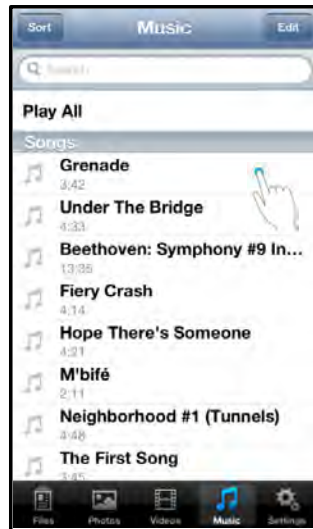 Sort Music Edit
Search
Play All
Songs
Grenade
3:42
Under The Bridge
4:33
Beethoven: Symphony #9 In...
13:35
Fiery Crash
4:14
Hope There's Someone
4:21
M'bifé
2:11
Neighborhood #1 (Tunnels)
4:48
The First Song
3:45
Files Photos Videos Music Settings